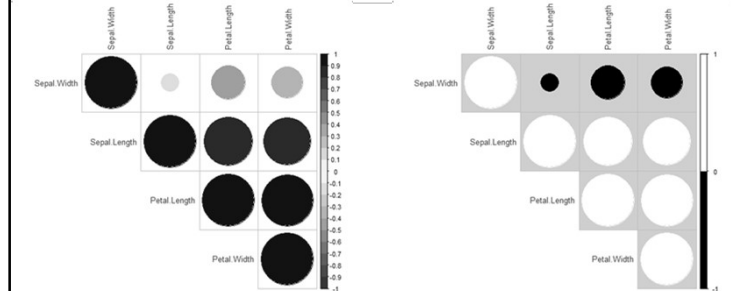 Sepal.Width
Sepal.Length
Petal.Length
Petal.Width
Sepal.Width
Sepal.Length
Petal.Length
Petal.Width
1
0.9
0.8
0.7
0.6
0.5
0.4
0.3
0.2
0.1
0
-0.1
-0.2
-0.3
-0.4
-0.5
-0.6
-0.7
-0.8
-0.9
-1
Sepal.Width
Sepal.Length
Petal.Length
Petal.Width
Sepal.Width
Sepal.Length
Petal.Length
Petal.Width
1
0
-1